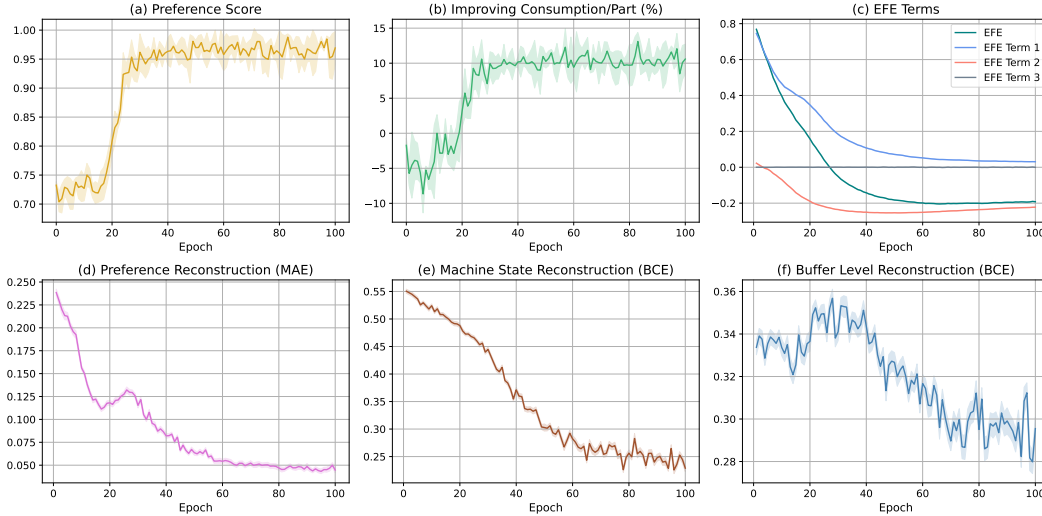 (a) Preference Score
1.00
0.95
0.90
0.85
0.80
0.75
0.70
0 20 40 60 80 100
Epoch
(b) Improving Consumption/Part (%)
15
10
5
0
−5
−10
0 20 40 60 80 100
Epoch
(c) EFE Terms
0.8
0.6
0.4
0.2
0.0
−0.2
EFE
EFE Term 1
EFE Term 2
EFE Term 3
0 20 40 60 80 100
Epoch
(d) Preference Reconstruction (MAE)
0.250
0.225
0.200
0.175
0.150
0.125
0.100
0.075
0.050
0 20 40 60 80 100
Epoch
(e) Machine State Reconstruction (BCE)
0.55
0.50
0.45
0.40
0.35
0.30
0.25
0 20 40 60 80 100
Epoch
(f) Buffer Level Reconstruction (BCE)
0.36
0.34
0.32
0.30
0.28
0 20 40 60 80 100
Epoch